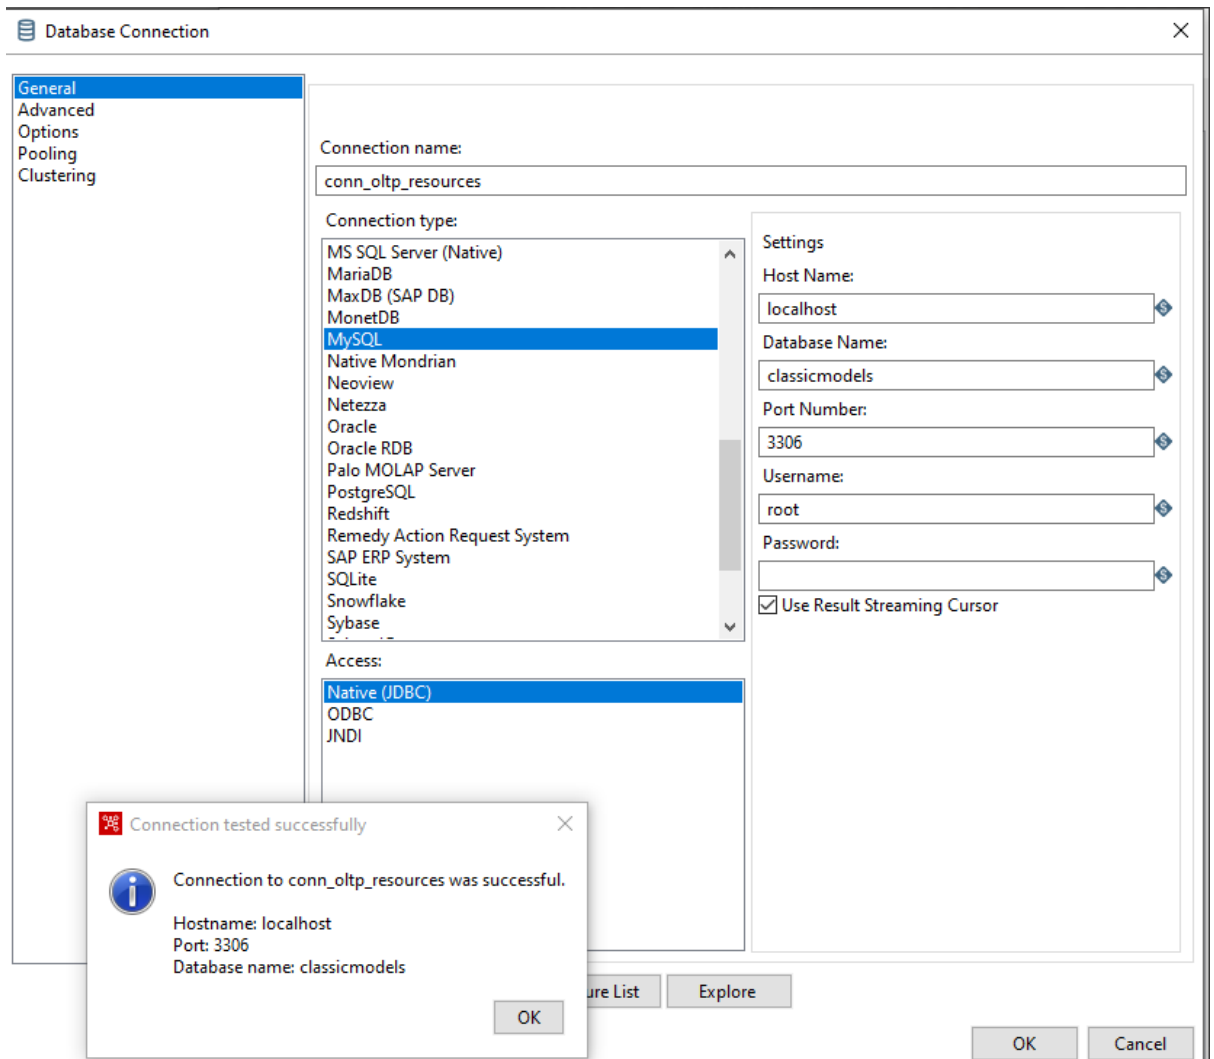 Database Connection
General
Advanced
Options
Pooling
Clustering
Connection name:
conn_oltp_resources
Connection type:
MS SQL Server (Native)
MariaDB
MaxDB (SAP DB)
MonetDB
MySQL
Native Mondrian
Neoview
Netezza
Oracle
Oracle RDB
Palo MOLAP Server
PostgreSQL
Redshift
Remedy Action Request System
SAP ERP System
SQLite
Snowflake
Sybase
Access:
Native (JDBC)
ODBC
JNDI
Settings
Host Name:
localhost
Database Name:
classicmodels
Port Number:
3306
Username:
root
Password:
Use Result Streaming Cursor
Connection tested successfully
Connection to conn_oltp_resources was successful.
Hostname: localhost
Port: 3306
Database name: classicmodels
OK
ure List
Explore
OK
Cancel